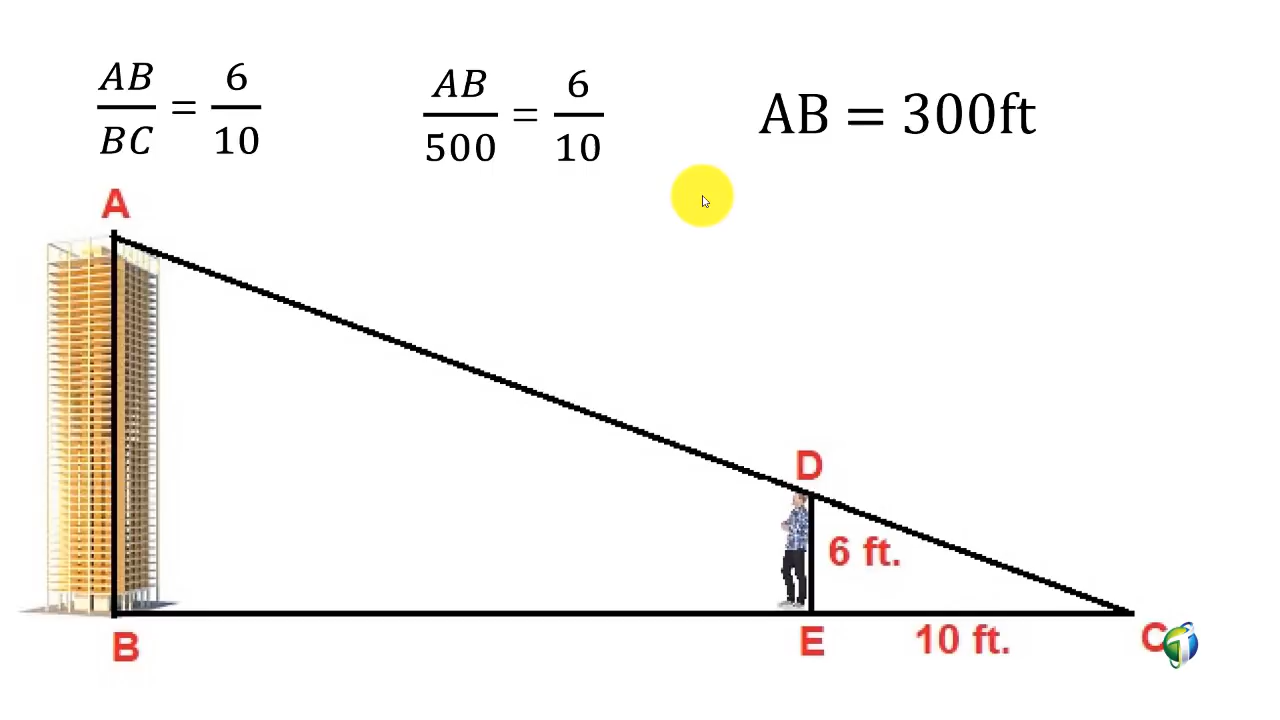 AB/BC = 6/10
AB/500 = 6/10
AB = 300ft
A
D
6 ft.
B
E
10 ft.
C